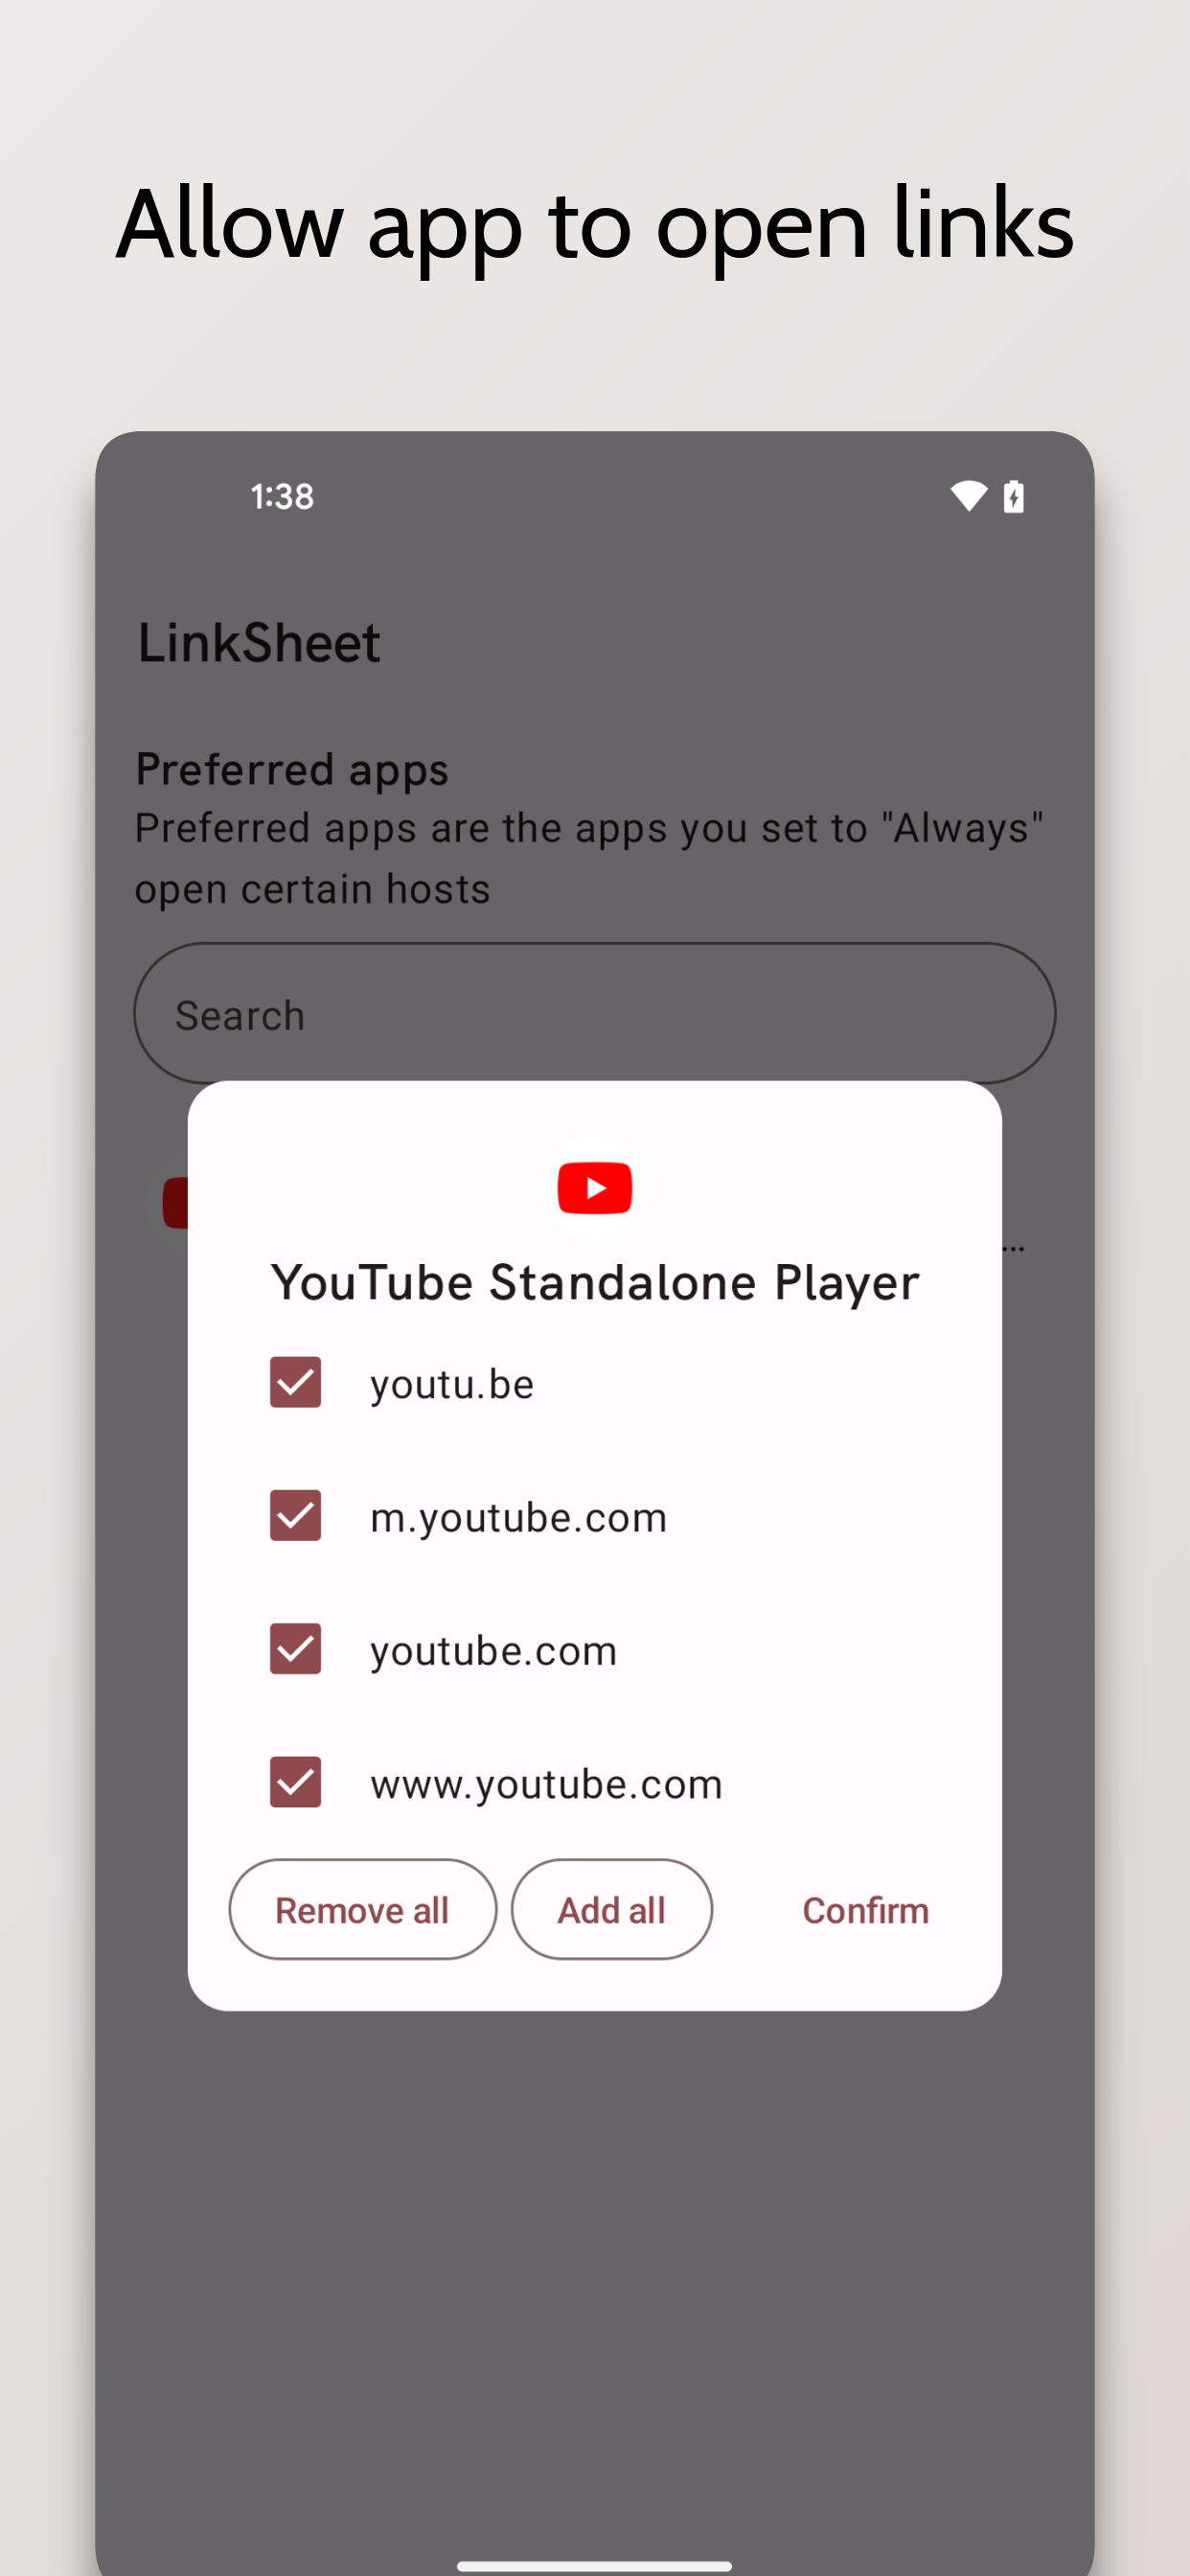 Allow app to open links
1:38
LinkSheet
Preferred apps
Preferred apps are the apps you set to "Always"
open certain hosts
Search
...
YouTube Standalone Player
youtu.be
m.youtube.com
youtube.com
www.youtube.com
Remove all Add all Confirm